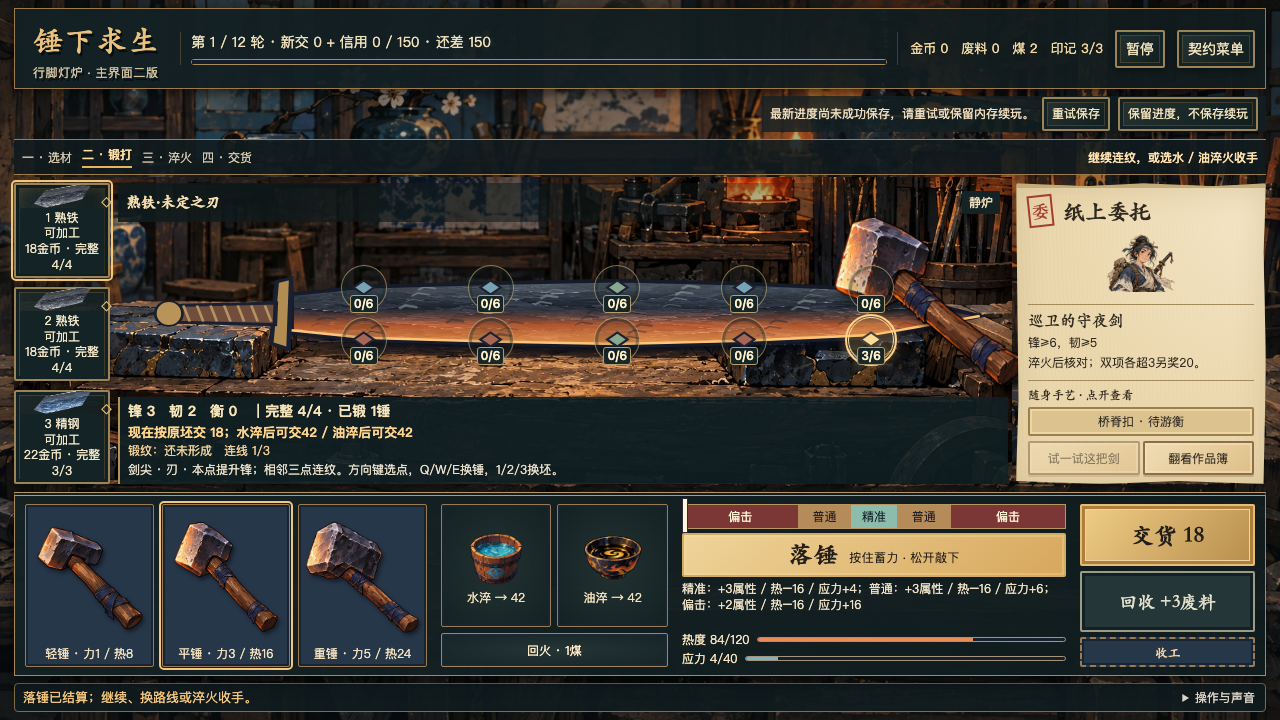 锤下求生
行脚灯炉 · 主界面二版
第 1 / 12 轮 · 新交 0 + 信用 0 / 150 · 还差 150
金币 0 废料 0 煤 2 印记 3/3
暂停
契约菜单
最新进度尚未成功保存，请重试或保留内存续玩。
重试保存
保留进度，不保存续玩
一 · 选材 二 · 锻打 三 · 淬火 四 · 交货
继续连纹，或选水 / 油淬火收手
1 熟铁
可加工
18金币 · 完整
4/4
2 熟铁
可加工
18金币 · 完整
4/4
3 精钢
可加工
22金币 · 完整
3/3
熟铁·未定之刃
静炉
0/6 0/6 0/6 0/6 0/6
0/6 0/6 0/6 0/6 3/6
锋 3 韧 2 衡 0 ｜完整 4/4 · 已锻 1锤
现在按原坯交 18；水淬后可交42 / 油淬后可交42
锻纹：还未形成 连线 1/3
剑尖 · 刃 · 本点提升锋；相邻三点连纹。方向键选点，Q/W/E换锤，1/2/3换坯。
委
纸上委托
巡卫的守夜剑
锋≥6，韧≥5
淬火后核对；双项各超3另奖20。
随身手艺 · 点开查看
桥脊扣 · 待游衡
试一试这把剑
翻看作品簿
轻锤 · 力1 / 热8
平锤 · 力3 / 热16
重锤 · 力5 / 热24
水淬 → 42
油淬 → 42
回火 · 1煤
偏击 普通 精准 普通 偏击
落锤 按住蓄力 · 松开敲下
精准：+3属性 / 热−16 / 应力+4；普通：+3属性 / 热−16 / 应力+6；
偏击：+2属性 / 热−16 / 应力+16
热度 84/120
应力 4/40
交货 18
回收 +3废料
收工
落锤已结算；继续、换路线或淬火收手。
▶ 操作与声音